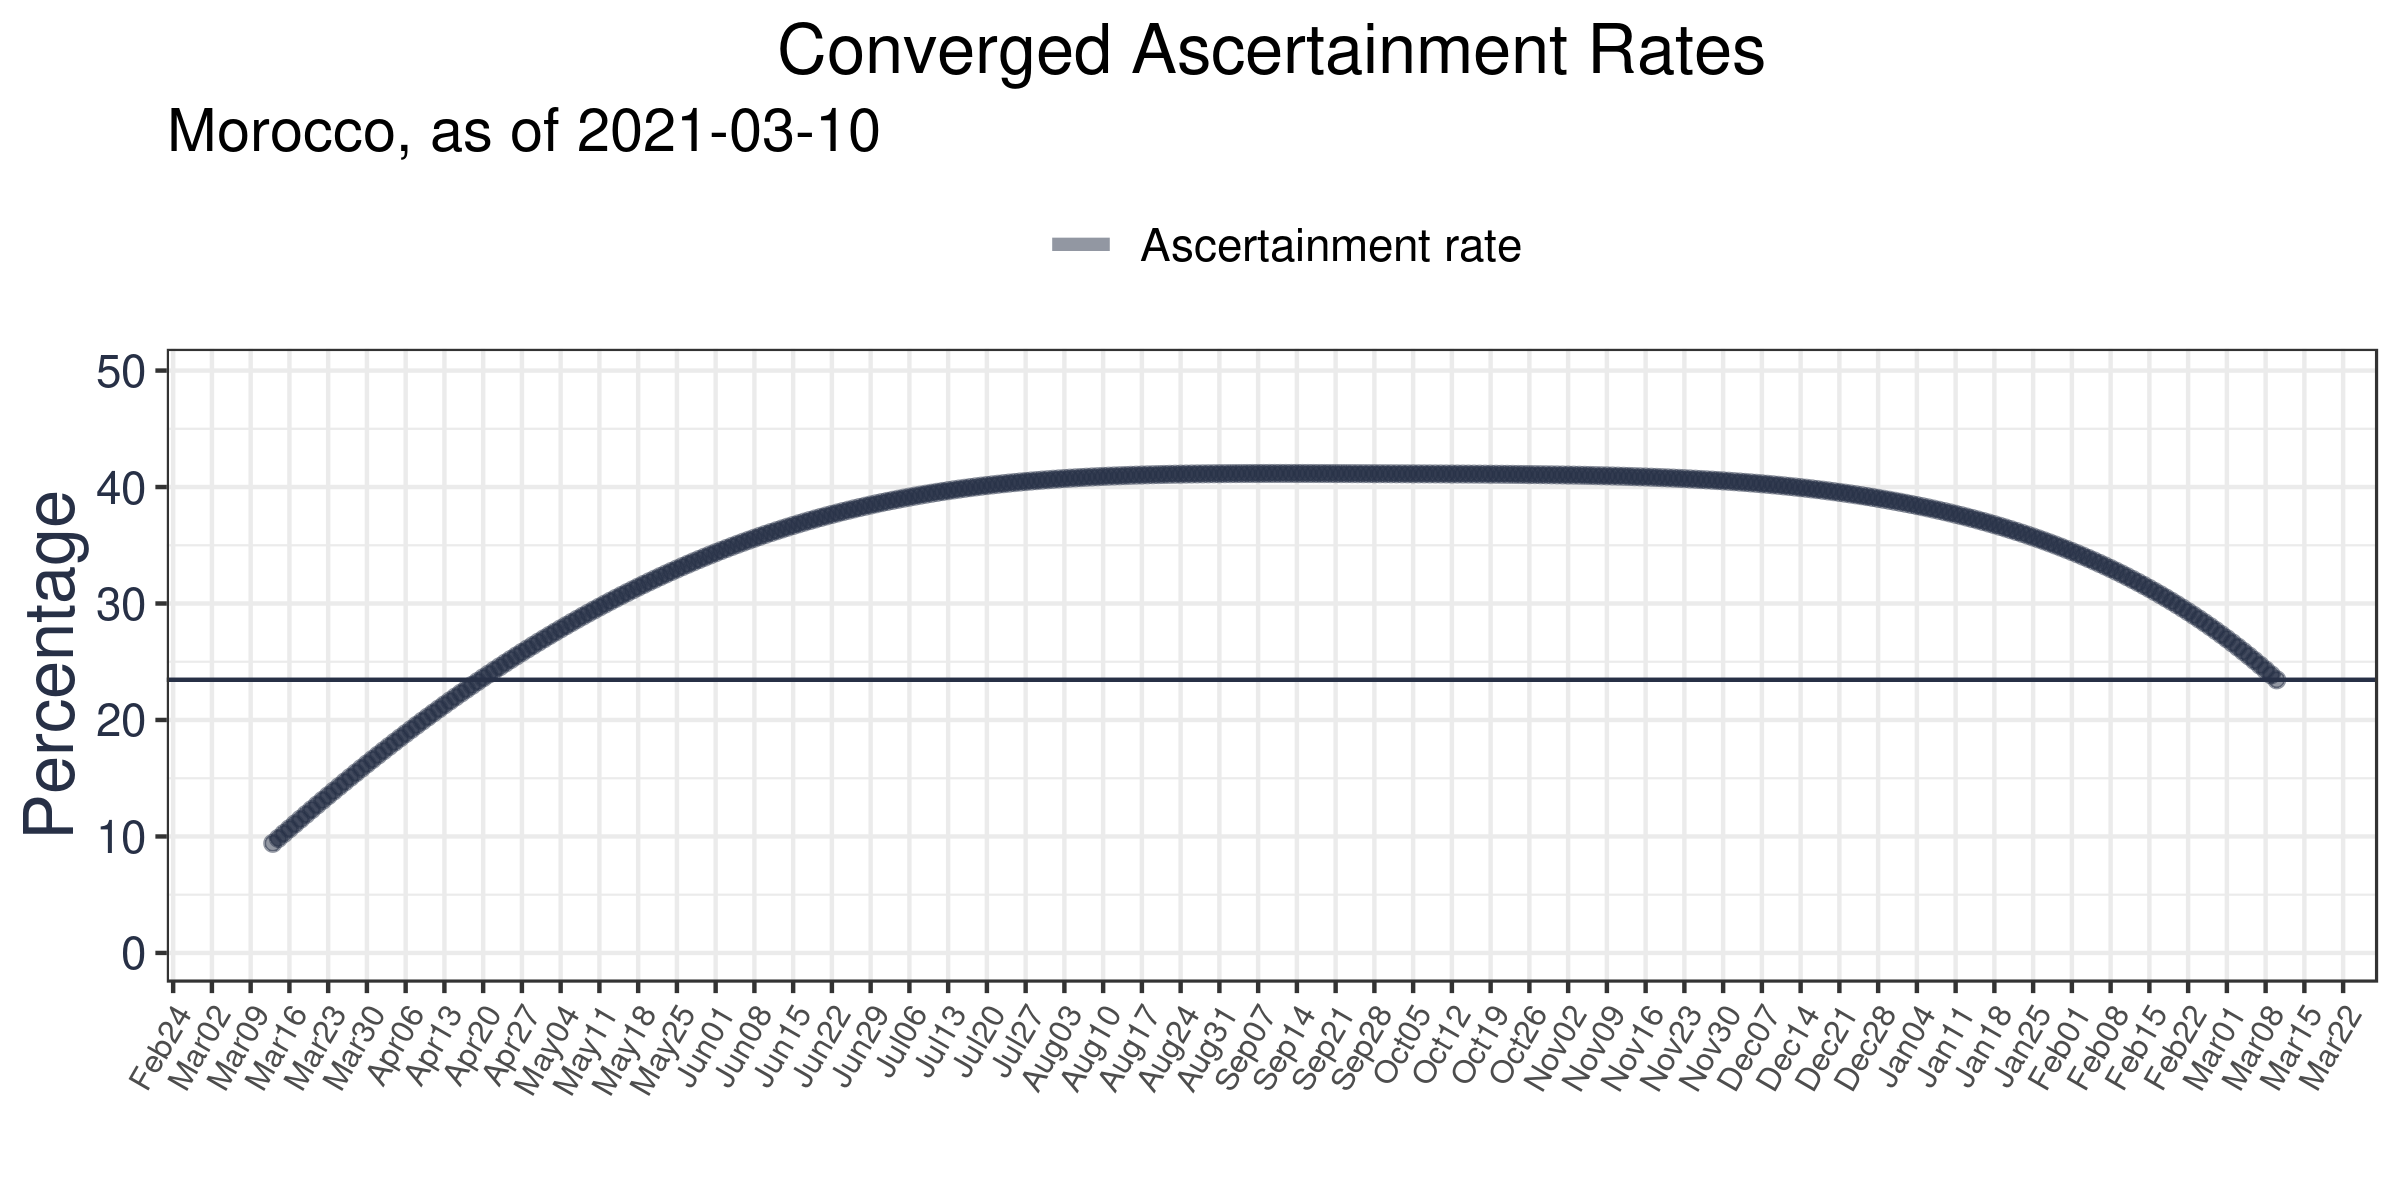 Converged Ascertainment Rates
Morocco, as of 2021-03-10
Ascertainment rate
Percentage
50
40
30
20
10
0
Feb24 Mar02 Mar09 Mar16 Mar23 Mar30 Apr06 Apr13 Apr20 Apr27 May04 May11 May18 May25 Jun01 Jun08 Jun15 Jun22 Jun29 Jul06 Jul13 Jul20 Jul27 Aug03 Aug10 Aug17 Aug24 Aug31 Sep07 Sep14 Sep21 Sep28 Oct05 Oct12 Oct19 Oct26 Nov02 Nov09 Nov16 Nov23 Nov30 Dec07 Dec14 Dec21 Dec28 Jan04 Jan11 Jan18 Jan25 Feb01 Feb08 Feb15 Feb22 Mar01 Mar08 Mar15 Mar22